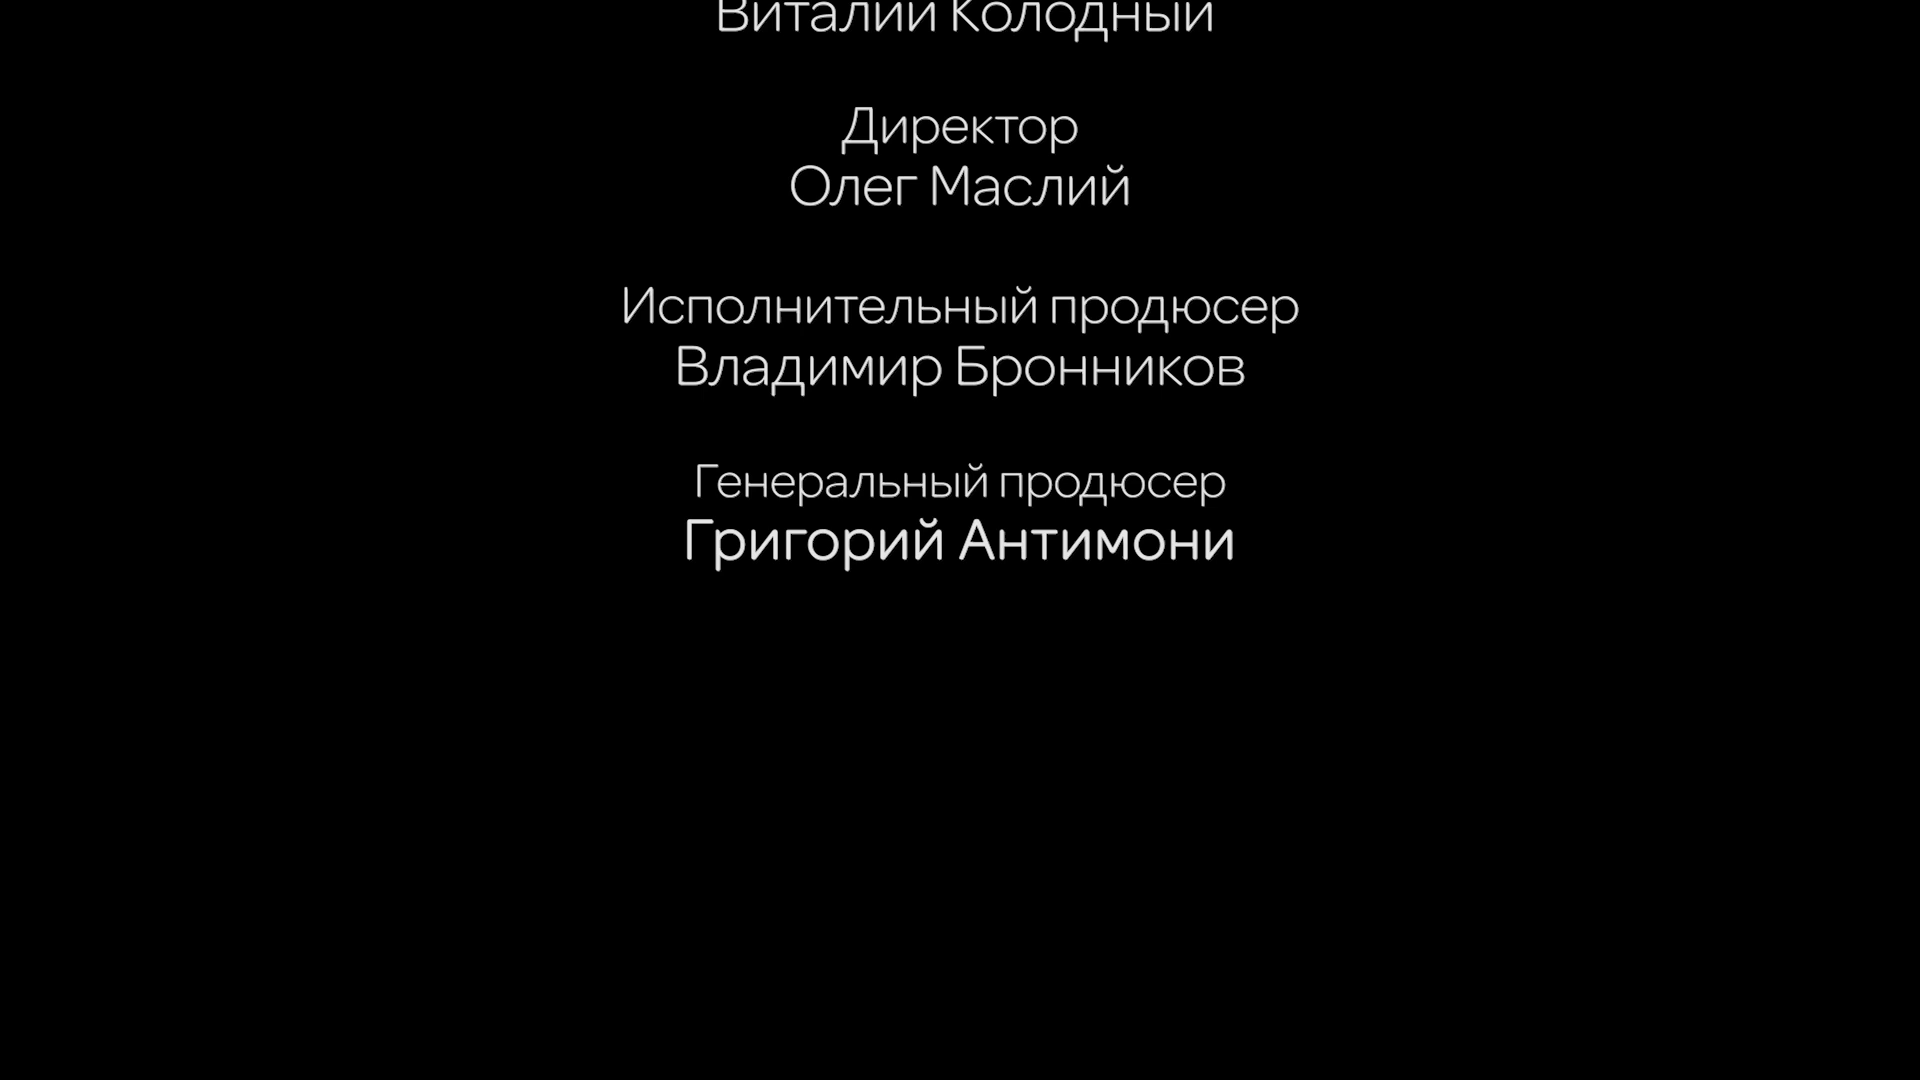 Виталий Колодный
Директор
Олег Маслий
Исполнительный продюсер
Владимир Бронников
Генеральный продюсер
Григорий Антимони